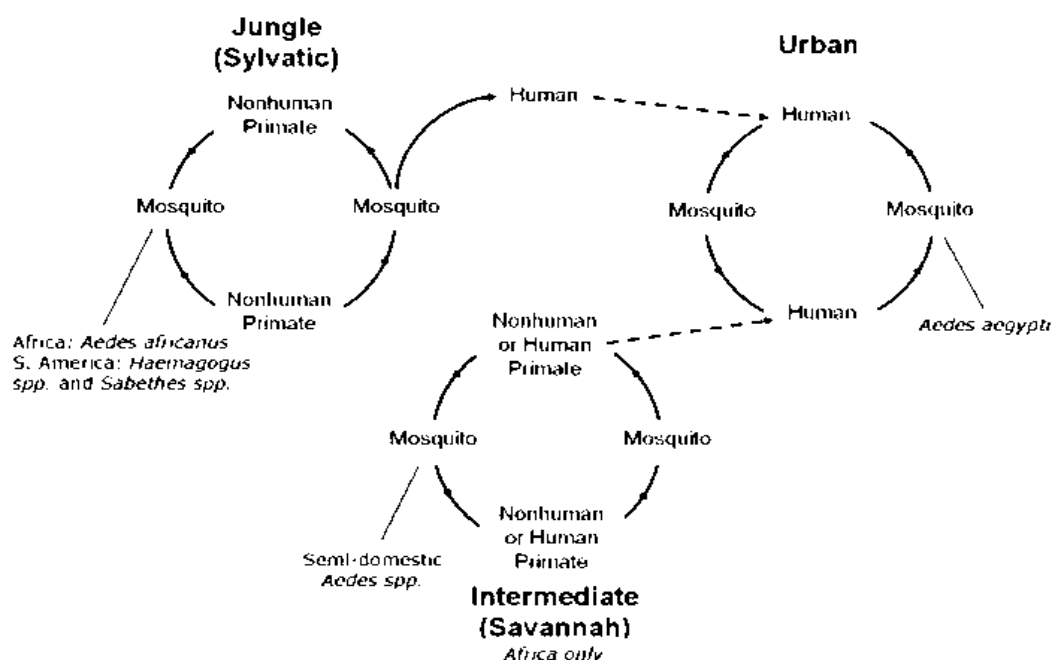 Jungle
(Sylvatic)
Urban
Nonhuman
Primate
Human
Human
Mosquito
Mosquito
Mosquito
Mosquito
Nonhuman
Primate
Human
Africa: Aedes africanus
S. America: Haemagogus
spp. and Sabethes spp.
Aedes aegypti
Nonhuman
or Human
Primate
Mosquito
Mosquito
Nonhuman
or Human
Primate
Semi-domestic
Aedes spp.
Intermediate
(Savannah)
Africa only